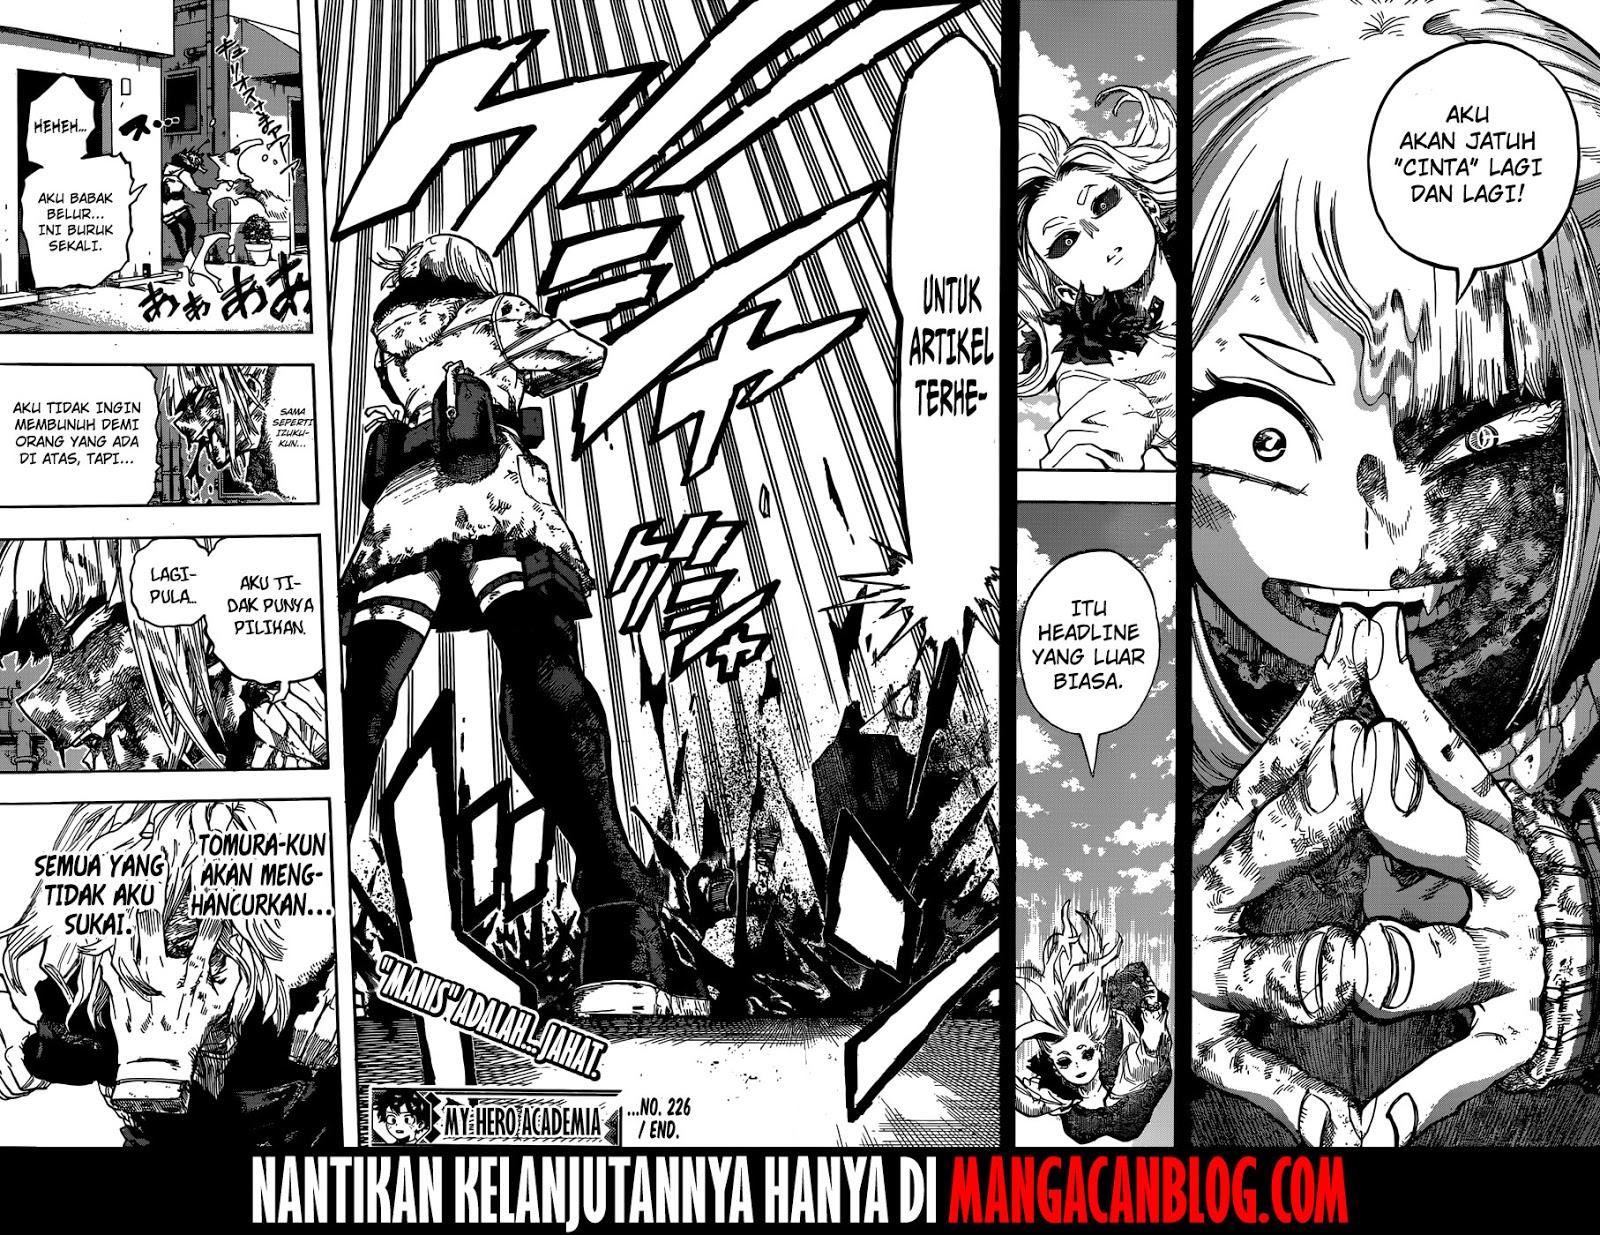 AKU
AKAN JATUH
"CINTA" LAGI
DAN LAGI!
ITU
HEADLINE
YANG LUAR
BIASA.
UNTUK
ARTIKEL
TERHE-
HEHEH...
AKU BABAK
BELUR...
INI BURUK
SEKALI.
SAMA
SEPERTI
IZUKU-
KUN...
AKU TIDAK INGIN
MEMBUNUH DEMI
ORANG YANG ADA
DI ATAS, TAPI...
AKU TI-
DAK PUNYA
PILIKAN.
LAGI-
PULA..
TOMURA-KUN
AKAN MENG-
HANCURKAN...
SEMUA YANG
TIDAK AKU
SUKAI.
"MANIS" ADALAH... JAHAT.
MY HERO ACADEMIA
...NO. 226
/ END.
NANTIKAN KELANJUTANNYA HANYA DI MANGACANBLOG.COM